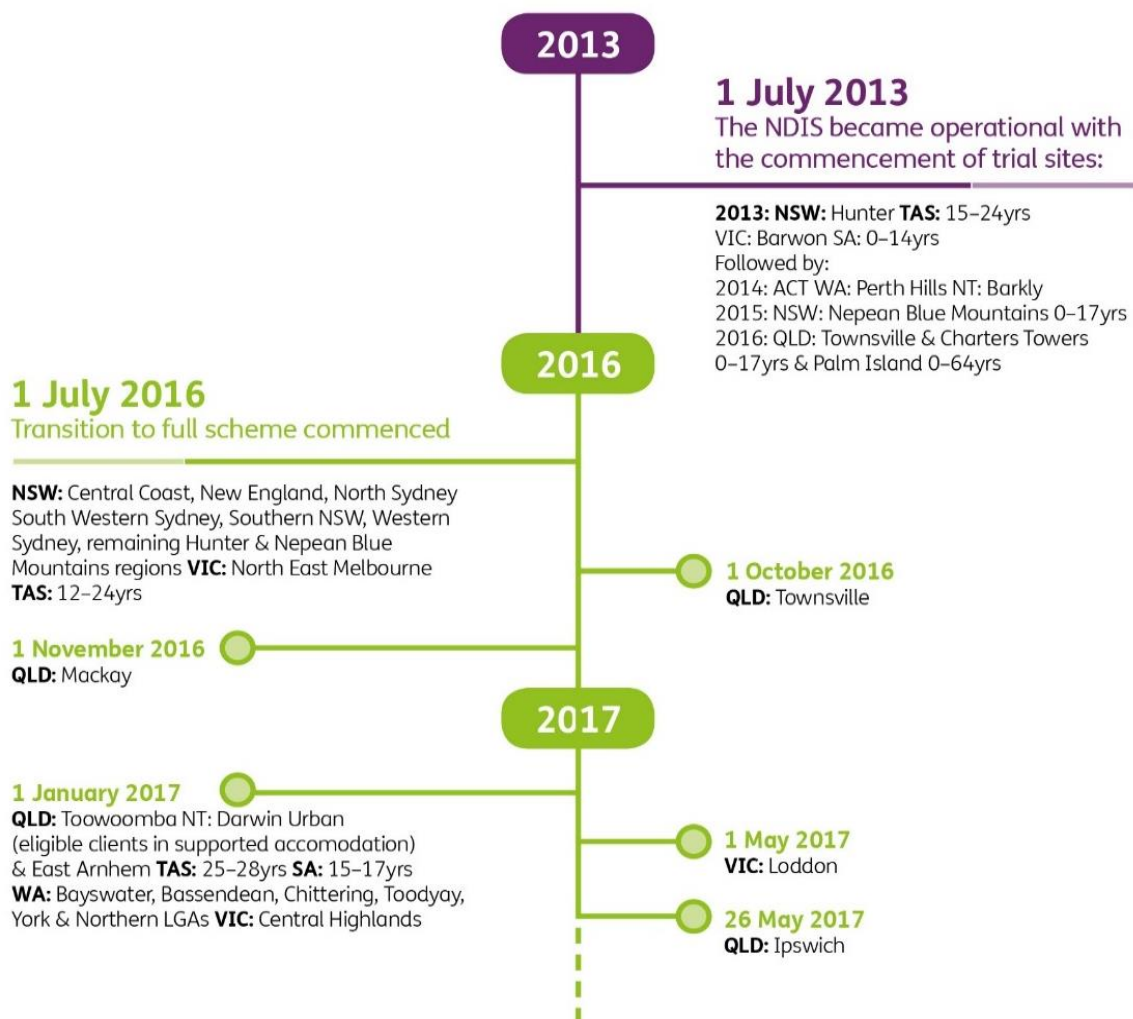 2013
1 July 2013
The NDIS became operational with
the commencement of trial sites:
2013: NSW: Hunter TAS: 15–24yrs
VIC: Barwon SA: 0–14yrs
Followed by:
2014: ACT WA: Perth Hills NT: Barkly
2015: NSW: Nepean Blue Mountains 0–17yrs
2016: QLD: Townsville & Charters Towers
0–17yrs & Palm Island 0–64yrs
2016
1 July 2016
Transition to full scheme commenced
NSW: Central Coast, New England, North Sydney
South Western Sydney, Southern NSW, Western
Sydney, remaining Hunter & Nepean Blue
Mountains regions VIC: North East Melbourne
TAS: 12–24yrs
1 October 2016
QLD: Townsville
1 November 2016
QLD: Mackay
2017
1 January 2017
QLD: Toowoomba NT: Darwin Urban
(eligible clients in supported accomodation)
& East Arnhem TAS: 25–28yrs SA: 15–17yrs
WA: Bayswater, Bassendean, Chittering, Toodyay,
York & Northern LGAs VIC: Central Highlands
1 May 2017
VIC: Loddon
26 May 2017
QLD: Ipswich